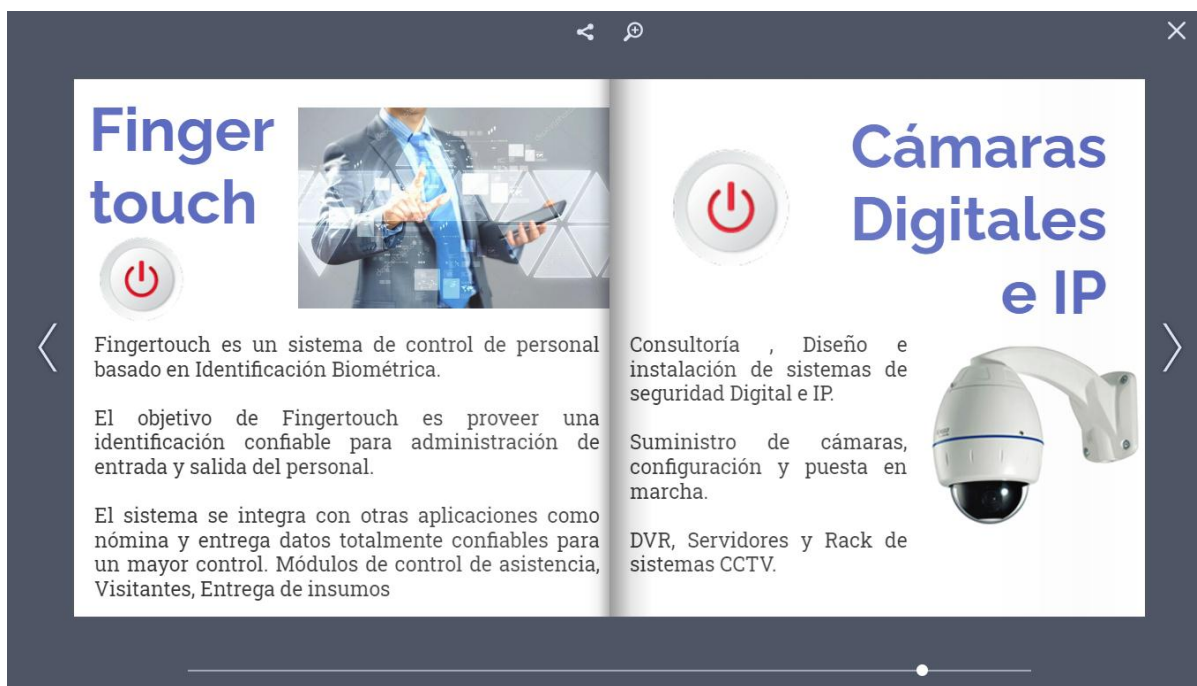 Finger
touch
Fingertouch es un sistema de control de personal
basado en Identificación Biométrica.
El objetivo de Fingertouch es proveer una
identificación confiable para administración de
entrada y salida del personal.
El sistema se integra con otras aplicaciones como
nómina y entrega datos totalmente confiables para
un mayor control. Módulos de control de asistencia,
Visitantes, Entrega de insumos
Cámaras
Digitales
e IP
Consultoría , Diseño e
instalación de sistemas de
seguridad Digital e IP.
Suministro de cámaras,
configuración y puesta en
marcha.
DVR, Servidores y Rack de
sistemas CCTV.